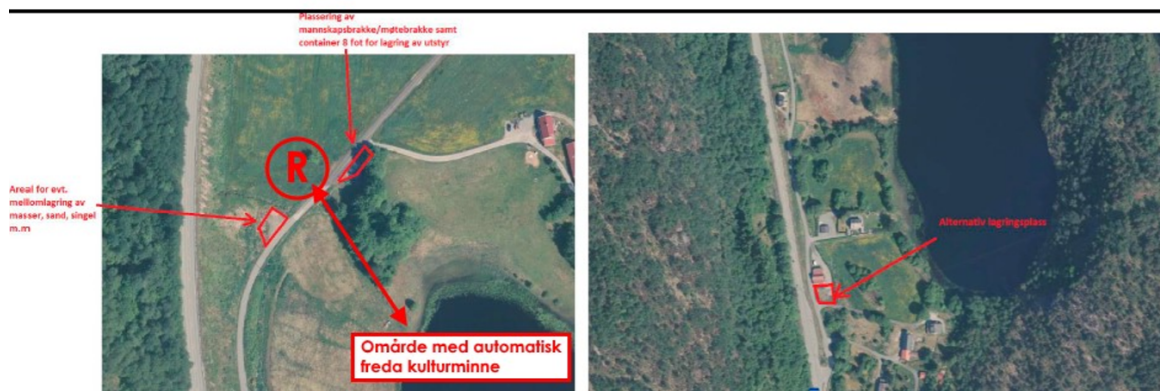 Plassering av
mannskapsbrakke/møtebrakke samt
container 8 fot for lagring av utstyr
R
Areal for evt.
mellomlagring av
masser, sand, singel
m.m
Område med automatisk
freda kulturminne
Alternativ lagringsplass